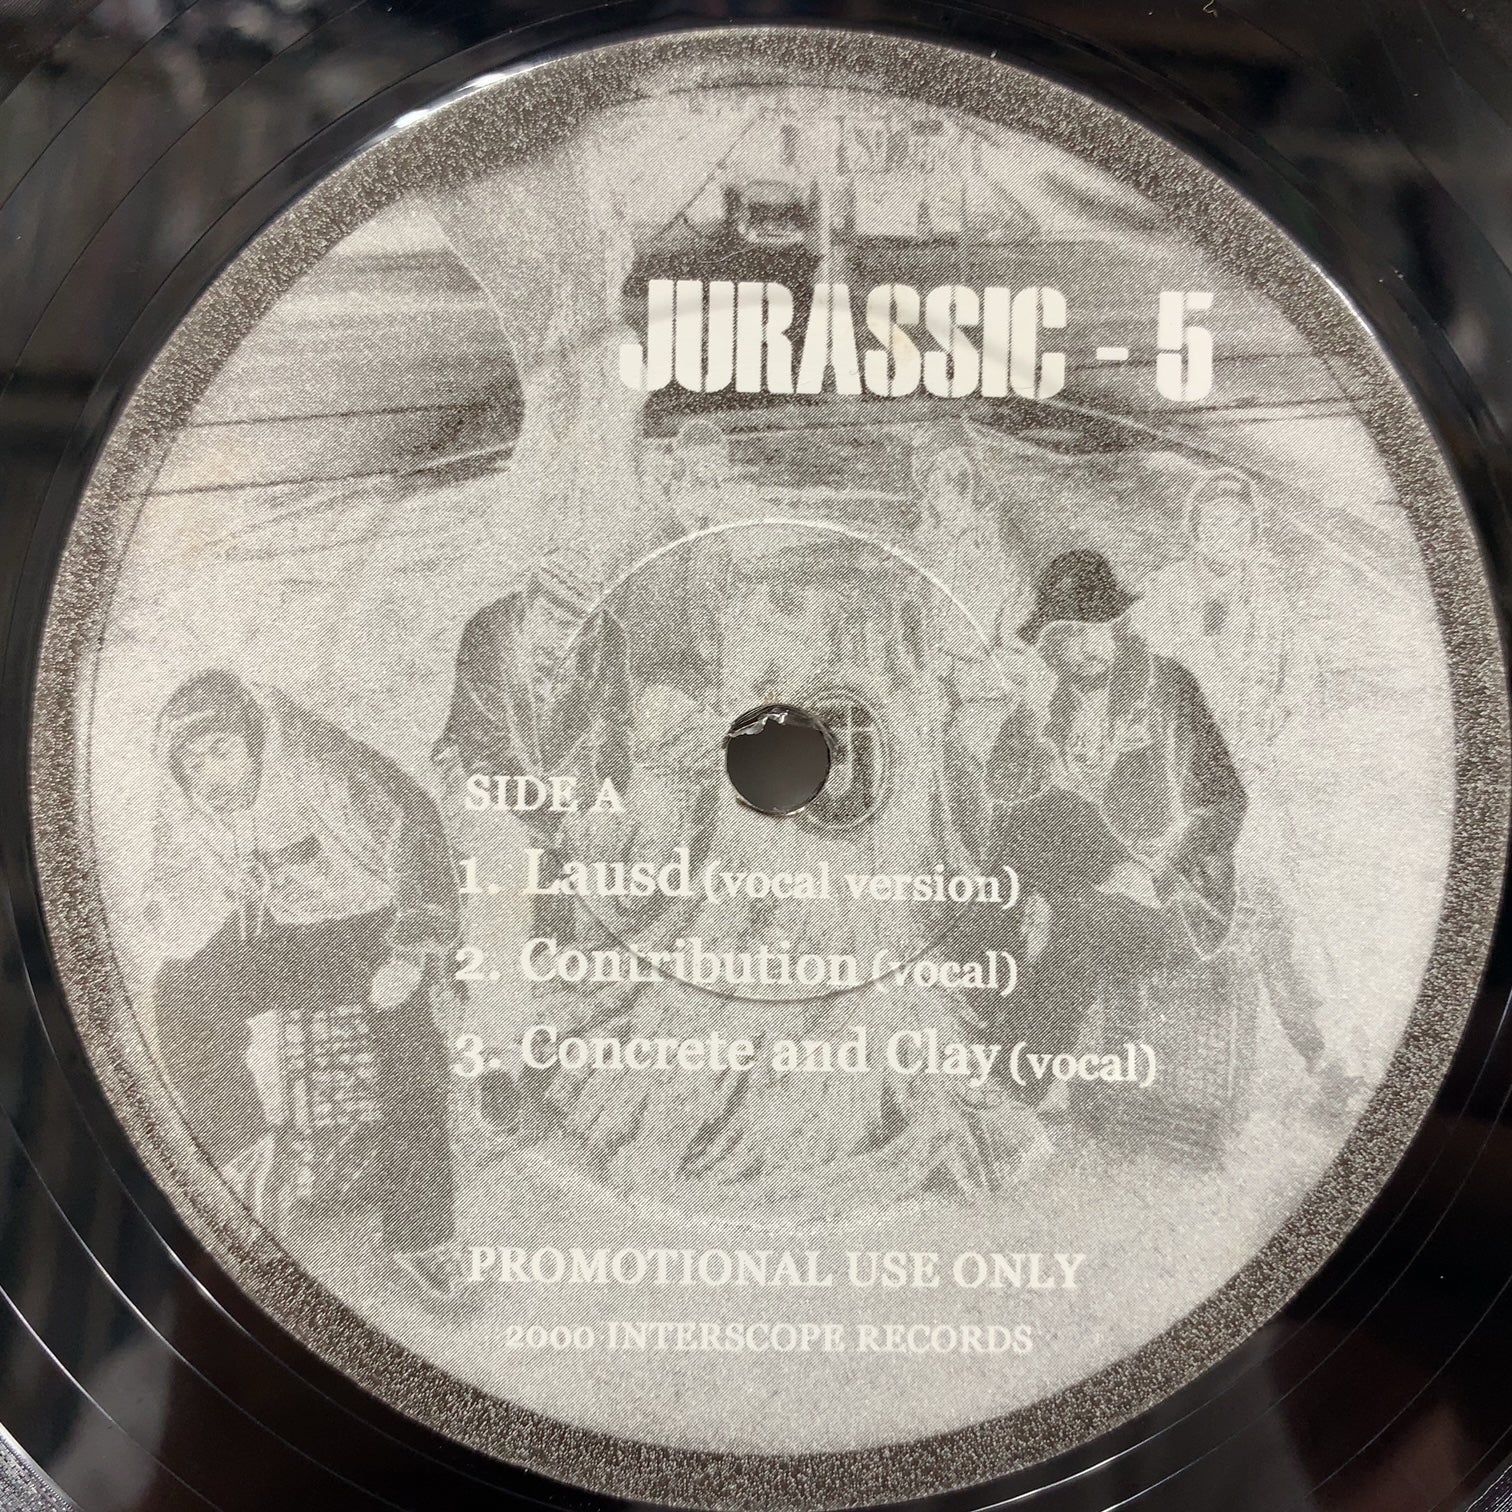 JURASSIC - 5
SIDE A
1. Lausd (vocal version)
2. Contribution (vocal)
3. Concrete and Clay (vocal)
PROMOTIONAL USE ONLY
2000 INTERSCOPE RECORDS